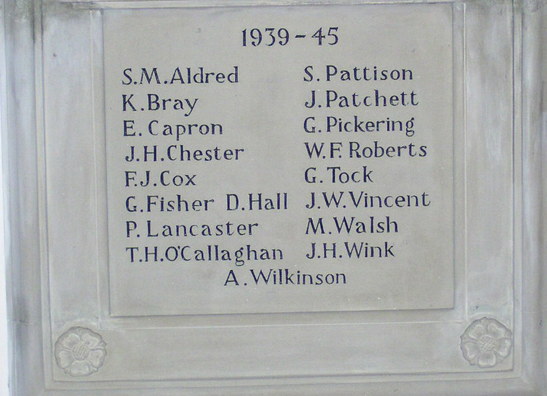 1939-45
S.M.Aldred S. Pattison
K.Bray J.Patchett
E. Capron G.Pickering
J.H.Chester W.F. Roberts
F.J.Cox G. Tock
G.Fisher D.Hall J.W.Vincent
P. Lancaster M.Walsh
T.H.O'Callaghan J.H.Wink
A.Wilkinson